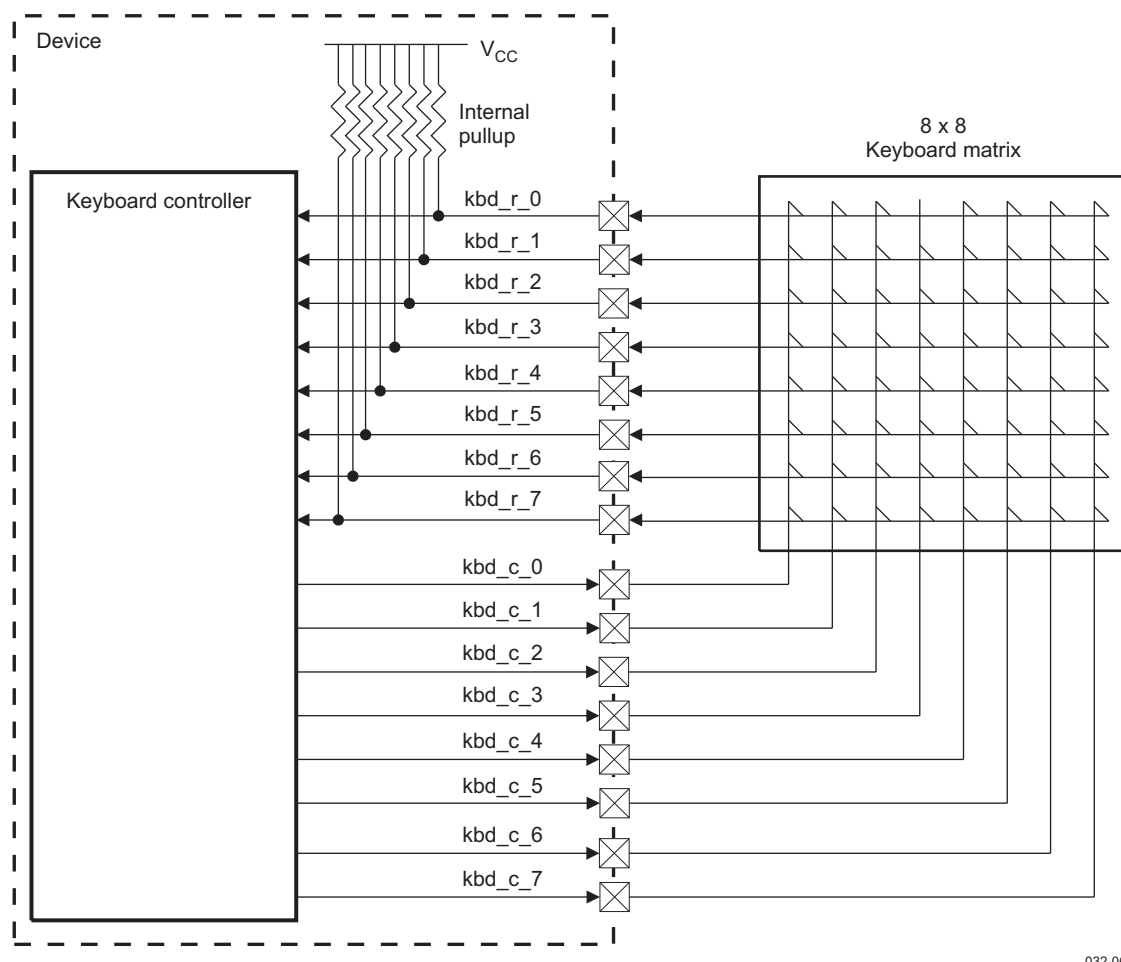 Device
V_CC
Internal
pullup
8 x 8
Keyboard matrix
Keyboard controller
kbd_r_0
kbd_r_1
kbd_r_2
kbd_r_3
kbd_r_4
kbd_r_5
kbd_r_6
kbd_r_7
kbd_c_0
kbd_c_1
kbd_c_2
kbd_c_3
kbd_c_4
kbd_c_5
kbd_c_6
kbd_c_7